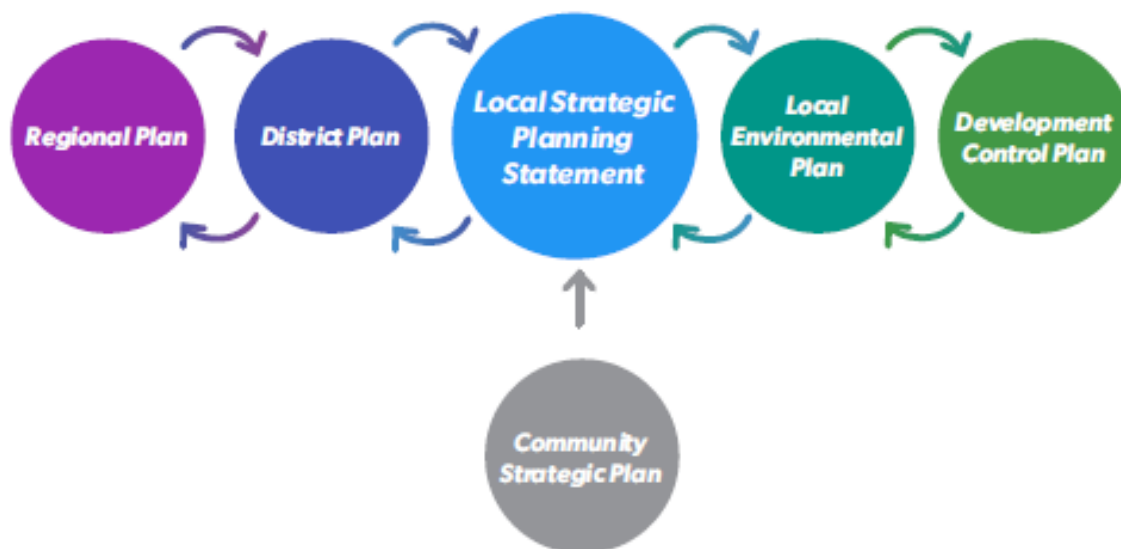 Regional Plan
District Plan
Local Strategic
Planning
Statement
Local
Environmental
Plan
Development
Control Plan
Community
Strategic Plan